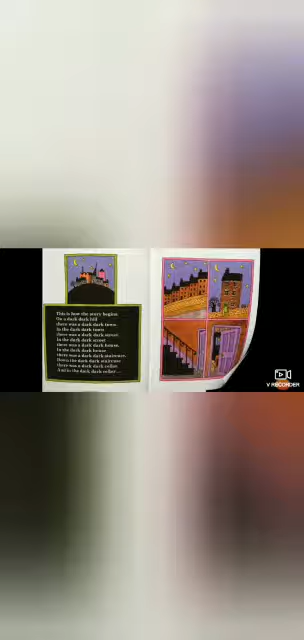 This is how the story begins.
On a dark dark hill
there was a dark dark town.
In the dark dark town
there was a dark dark street.
In the dark dark street
there was a dark dark house.
In the dark dark house
there was a dark dark staircase.
Down the dark dark staircase
there was a dark dark cellar.
And in the dark dark cellar...
V RECORDER